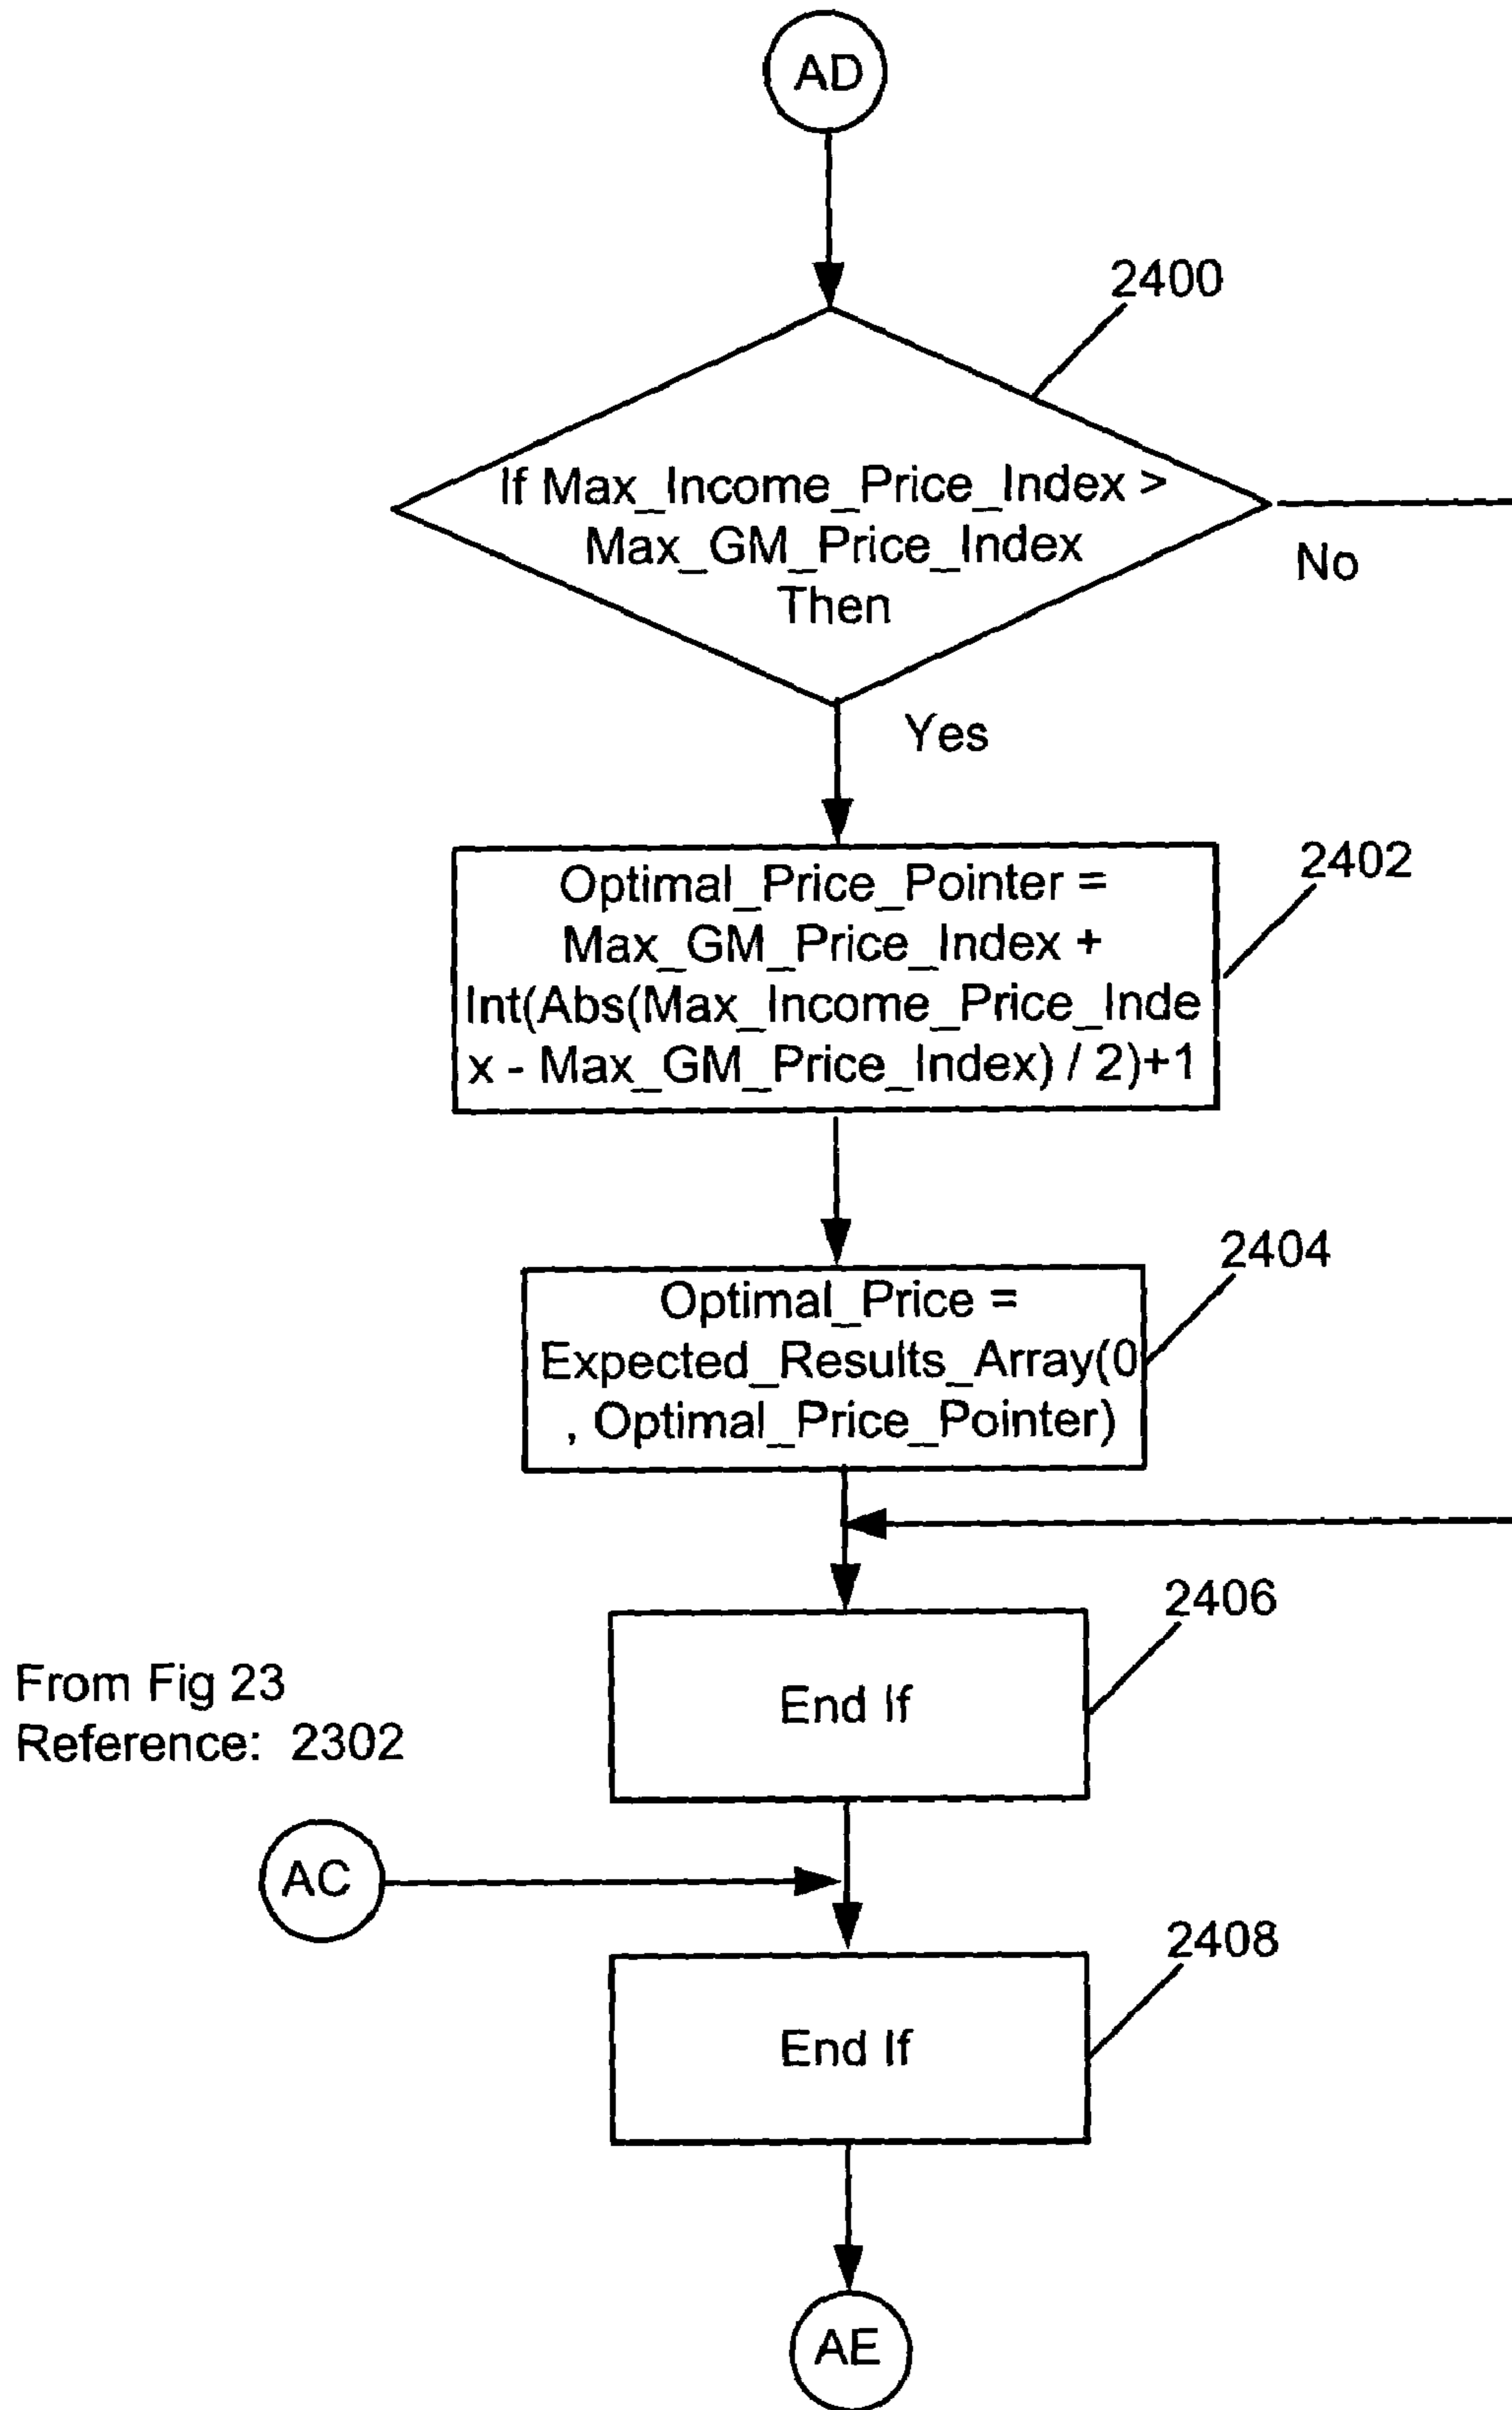 AD
2400
If Max_Income_Price_Index >
Max_GM_Price_Index
Then
No
Yes
2402
Optimal_Price_Pointer =
Max_GM_Price_Index +
Int(Abs(Max_Income_Price_Inde
x - Max_GM_Price_Index) / 2)+1
2404
Optimal_Price =
Expected_Results_Array(0
, Optimal_Price_Pointer)
2406
End If
From Fig 23
Reference: 2302
AC
2408
End If
AE